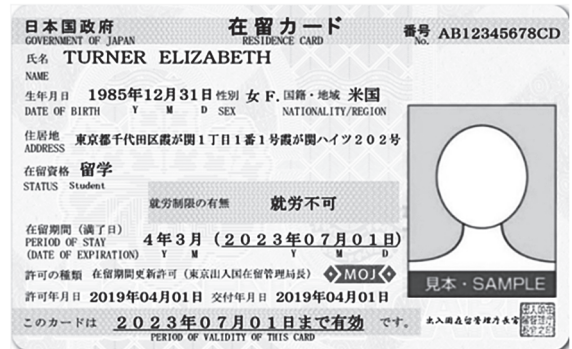 日本国政府 在留カード 番号 AB12345678CD
GOVERNMENT OF JAPAN RESIDENCE CARD No.
氏名 TURNER ELIZABETH
NAME
生年月日 1985年12月31日 性別 女 F. 国籍・地域 米国
DATE OF BIRTH Y M D SEX NATIONALITY/REGION
住居地 東京都千代田区霞が関1丁目1番1号霞が関ハイツ202号
ADDRESS
在留資格 留学
STATUS Student
就労制限の有無 就労不可
在留期間(満了日) 4年3月(2023年07月01日)
PERIOD OF STAY Y M Y M D
(DATE OF EXPIRATION)
許可の種類 在留期間更新許可(東京出入国在留管理局長) MOJ
見本・SAMPLE
許可年月日 2019年04月01日 交付年月日 2019年04月01日
このカードは 2023年07月01日まで有効 です。 出入国在留管理庁長官
PERIOD OF VALIDITY OF THIS CARD